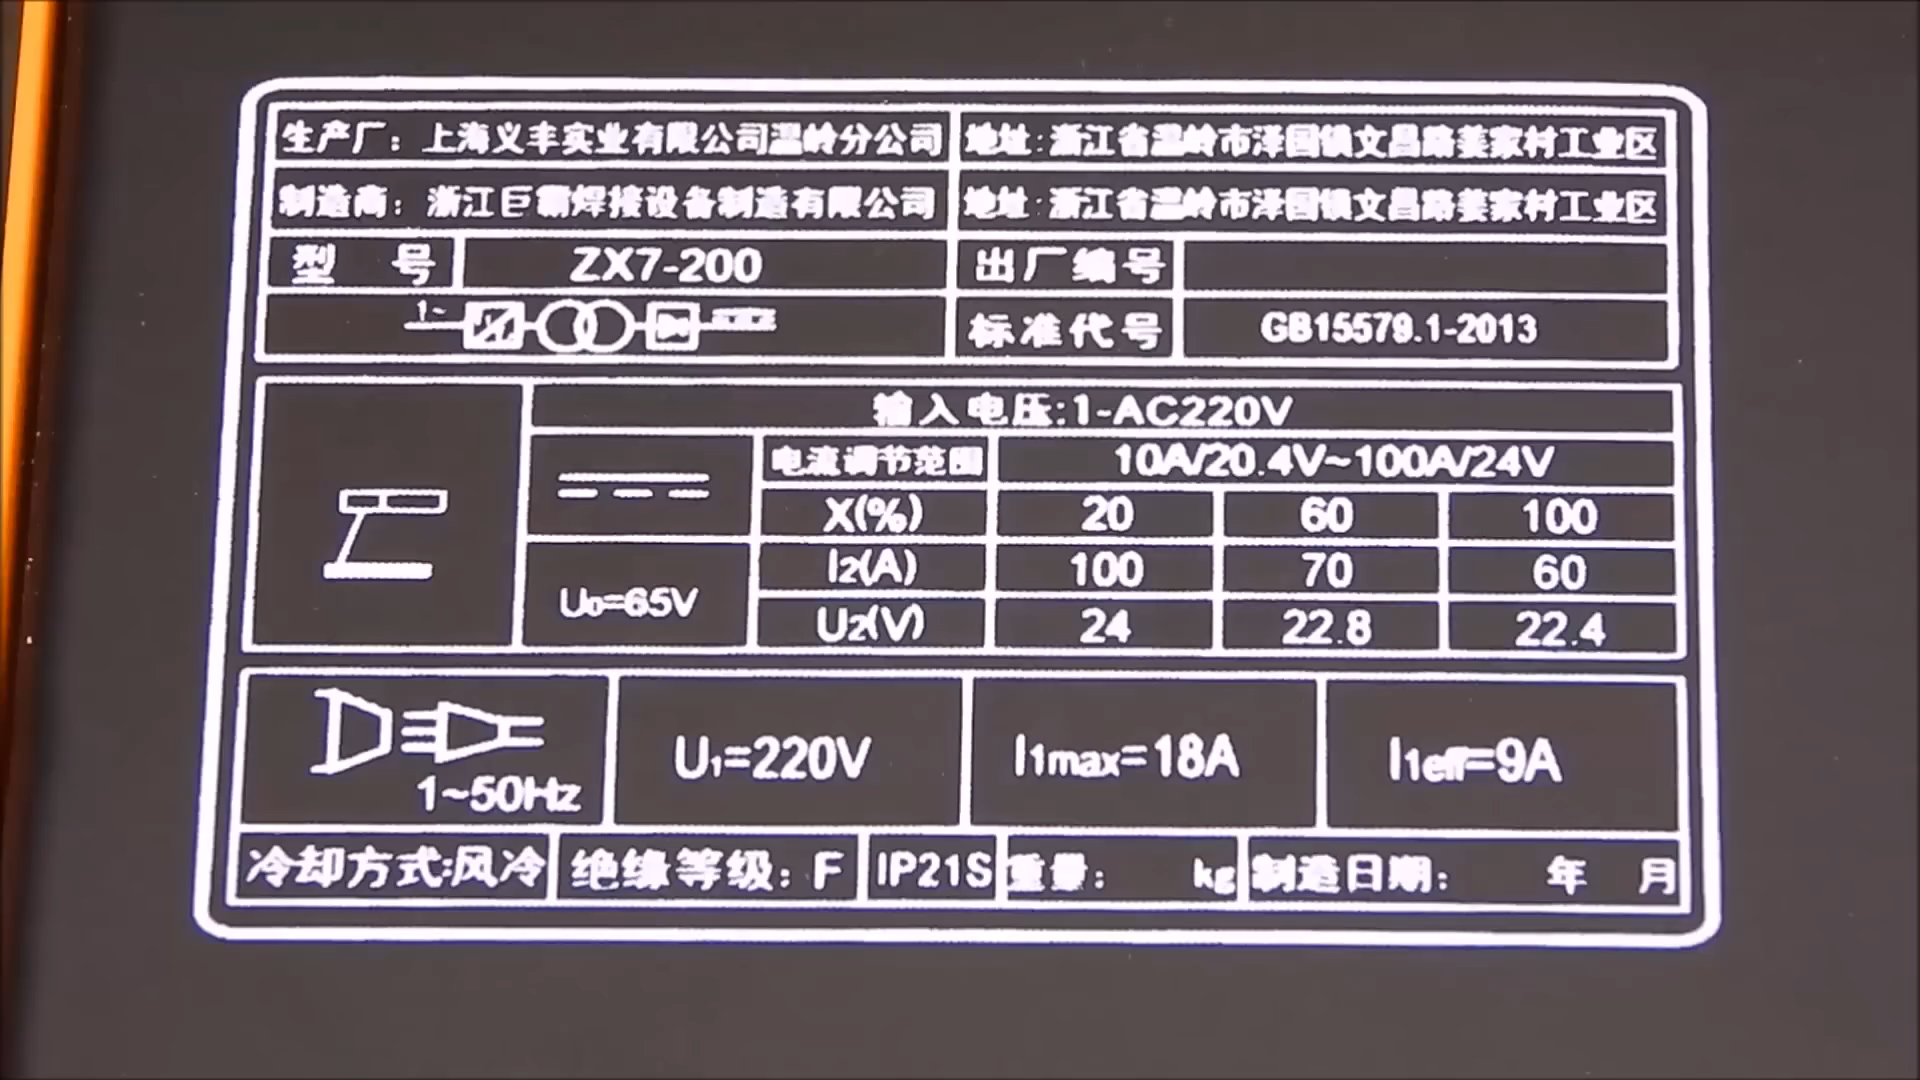 生产厂：上海义丰实业有限公司温岭分公司 地址:浙江省温岭市泽国镇文昌路姜家村工业区
制造商：浙江巨霸焊接设备制造有限公司 地址:浙江省温岭市泽国镇文昌路姜家村工业区
型 号 ZX7-200 出厂编号
1~ 标准代号 GB15579.1-2013
输入电压:1-AC220V
电流调节范围 10A/20.4V~100A/24V
X(%) 20 60 100
U₀=65V I₂(A) 100 70 60
U₂(V) 24 22.8 22.4
1~50Hz U₁=220V I₁max=18A I₁eff=9A
冷却方式:风冷 绝缘等级：F IP21S 重量： kg 制造日期： 年 月